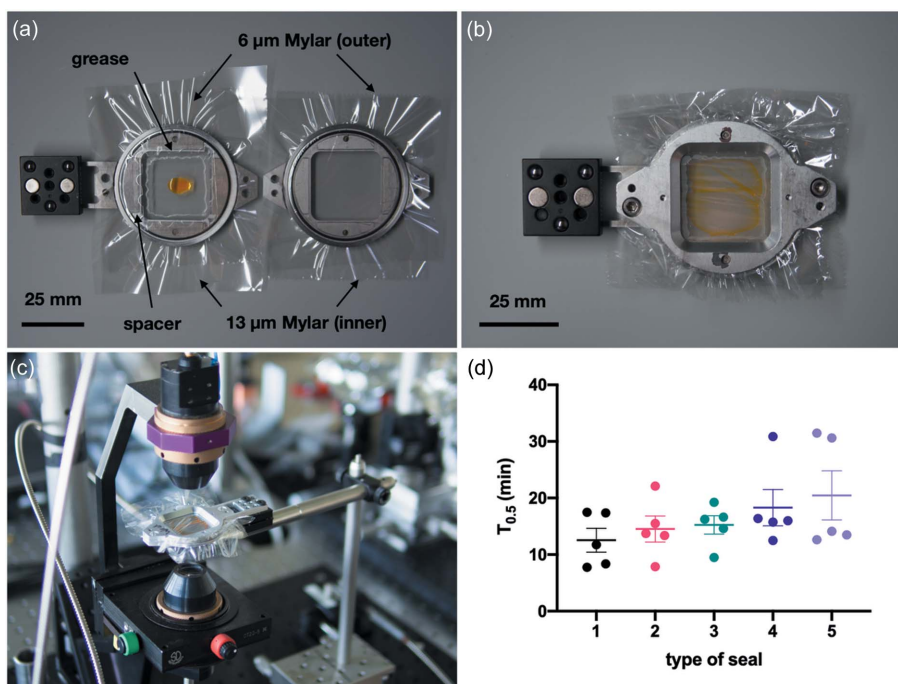 (a)
6 µm Mylar (outer)
grease
25 mm
spacer
13 µm Mylar (inner)
(b)
25 mm
(c)
(d)
40
30
20
10
0
T0.5 (min)
1 2 3 4 5
type of seal